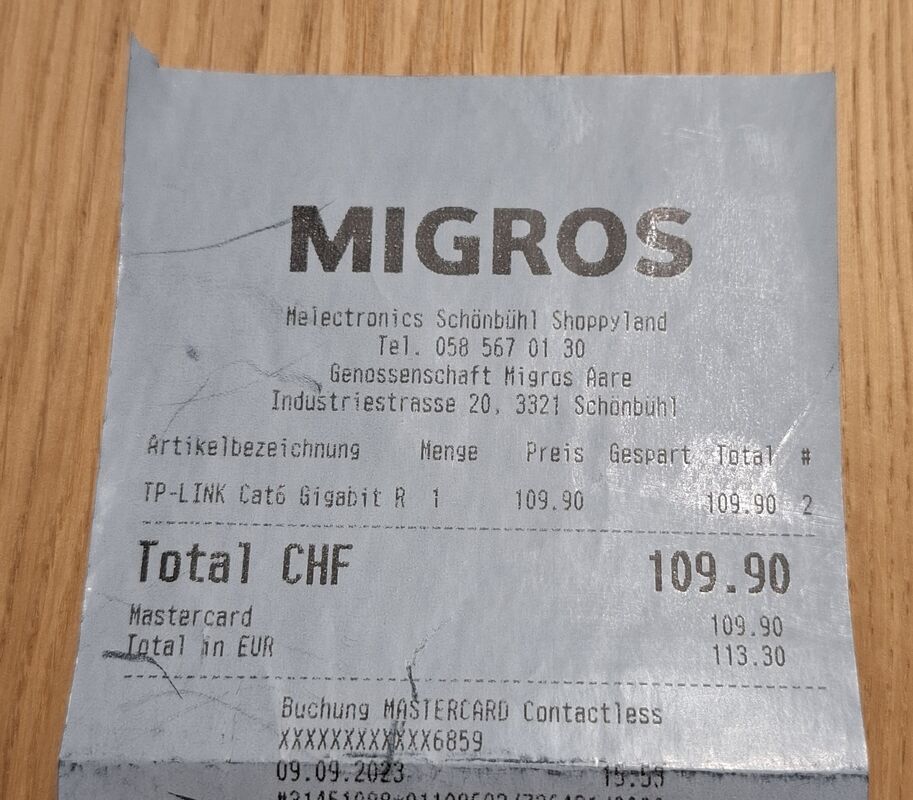 MIGROS
Melectronics Schönbühl Shoppyland
Tel. 058 567 01 30
Genossenschaft Migros Aare
Industriestrasse 20, 3321 Schönbühl
Artikelbezeichnung Menge Preis Gespart Total #
TP-LINK Cat6 Gigabit R 1 109.90 109.90 2
Total CHF 109.90
Mastercard 109.90
Total in EUR 113.30
Buchung MASTERCARD Contactless
XXXXXXXXXXXX6859
09.09.2023 15:59